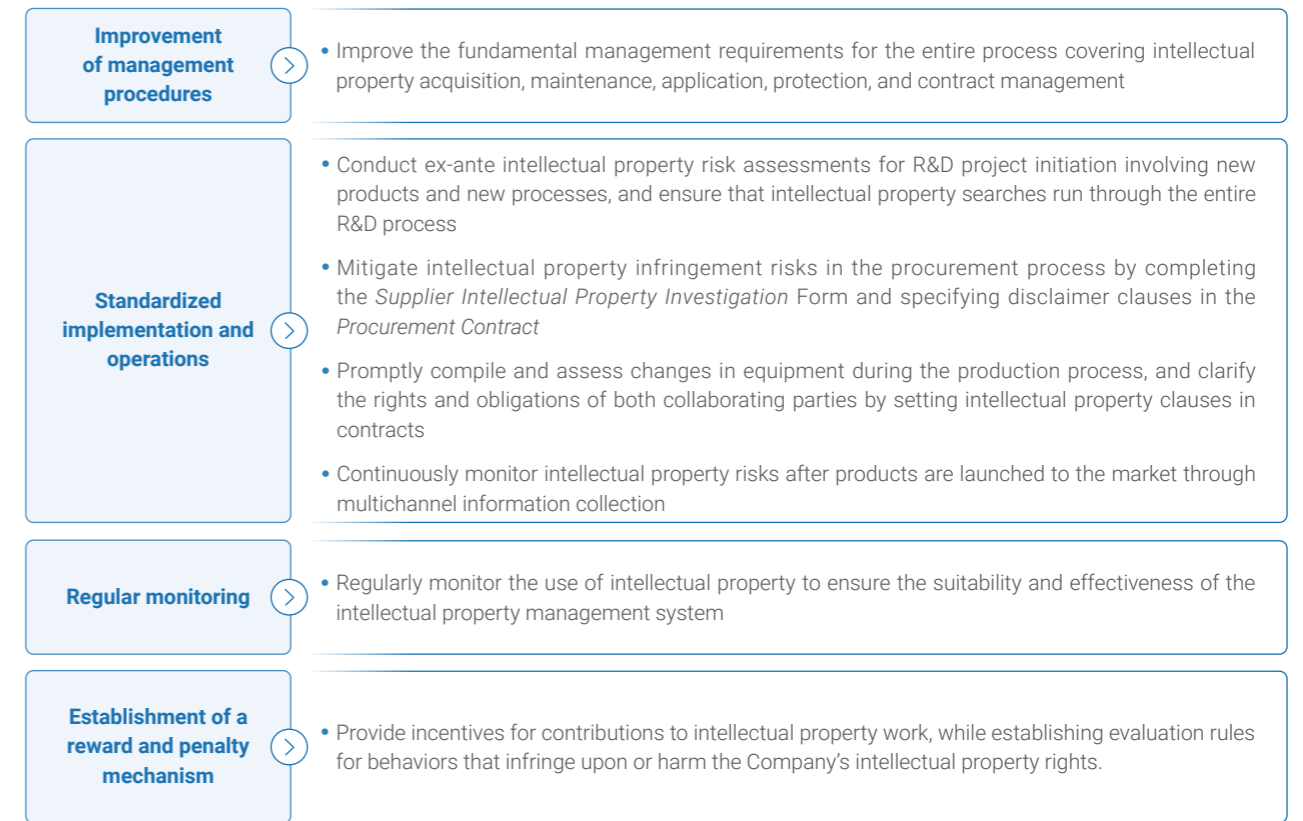 Improvement
of management
procedures
• Improve the fundamental management requirements for the entire process covering intellectual
property acquisition, maintenance, application, protection, and contract management
Standardized
implementation and
operations
• Conduct ex-ante intellectual property risk assessments for R&D project initiation involving new
products and new processes, and ensure that intellectual property searches run through the entire
R&D process
• Mitigate intellectual property infringement risks in the procurement process by completing
the Supplier Intellectual Property Investigation Form and specifying disclaimer clauses in the
Procurement Contract
• Promptly compile and assess changes in equipment during the production process, and clarify
the rights and obligations of both collaborating parties by setting intellectual property clauses in
contracts
• Continuously monitor intellectual property risks after products are launched to the market through
multichannel information collection
Regular monitoring
• Regularly monitor the use of intellectual property to ensure the suitability and effectiveness of the
intellectual property management system
Establishment of a
reward and penalty
mechanism
• Provide incentives for contributions to intellectual property work, while establishing evaluation rules
for behaviors that infringe upon or harm the Company's intellectual property rights.